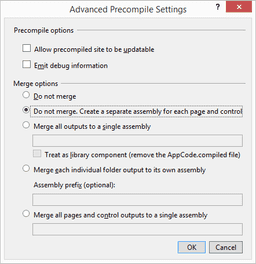 Advanced Precompile Settings
Precompile options
Allow precompiled site to be updatable
Emit debug information
Merge options
Do not merge
Do not merge. Create a separate assembly for each page and control
Merge all outputs to a single assembly
Treat as library component (remove the AppCode.compiled file)
Merge each individual folder output to its own assembly
Assembly prefix (optional):
Merge all pages and control outputs to a single assembly
OK
Cancel